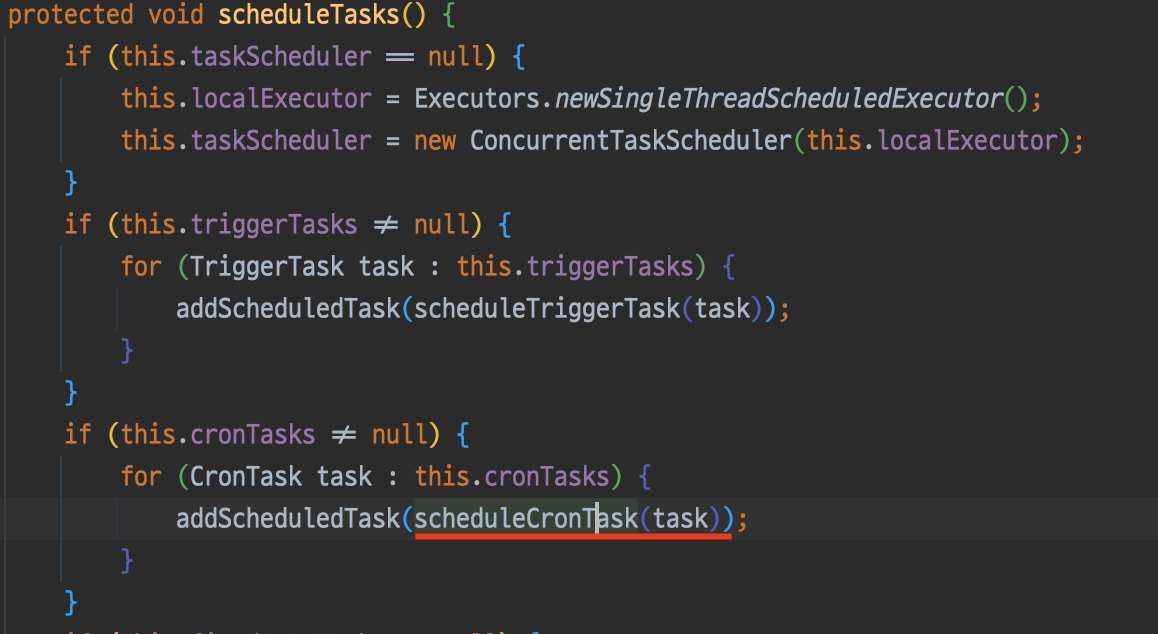 protected void scheduleTasks() {
if (this.taskScheduler == null) {
this.localExecutor = Executors.newSingleThreadScheduledExecutor();
this.taskScheduler = new ConcurrentTaskScheduler(this.localExecutor);
}
if (this.triggerTasks != null) {
for (TriggerTask task : this.triggerTasks) {
addScheduledTask(scheduleTriggerTask(task));
}
}
if (this.cronTasks != null) {
for (CronTask task : this.cronTasks) {
addScheduledTask(scheduleCronTask(task));
}
}